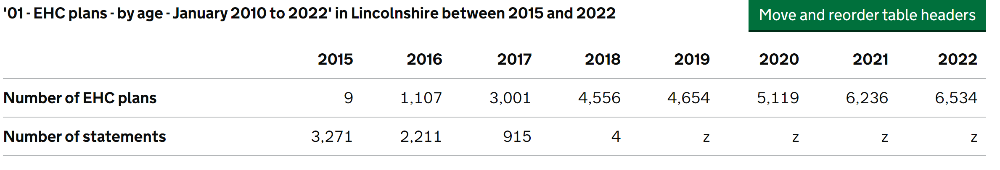 '01 - EHC plans - by age - January 2010 to 2022' in Lincolnshire between 2015 and 2022
Move and reorder table headers
2015 2016 2017 2018 2019 2020 2021 2022
Number of EHC plans 9 1,107 3,001 4,556 4,654 5,119 6,236 6,534
Number of statements 3,271 2,211 915 4 z z z z